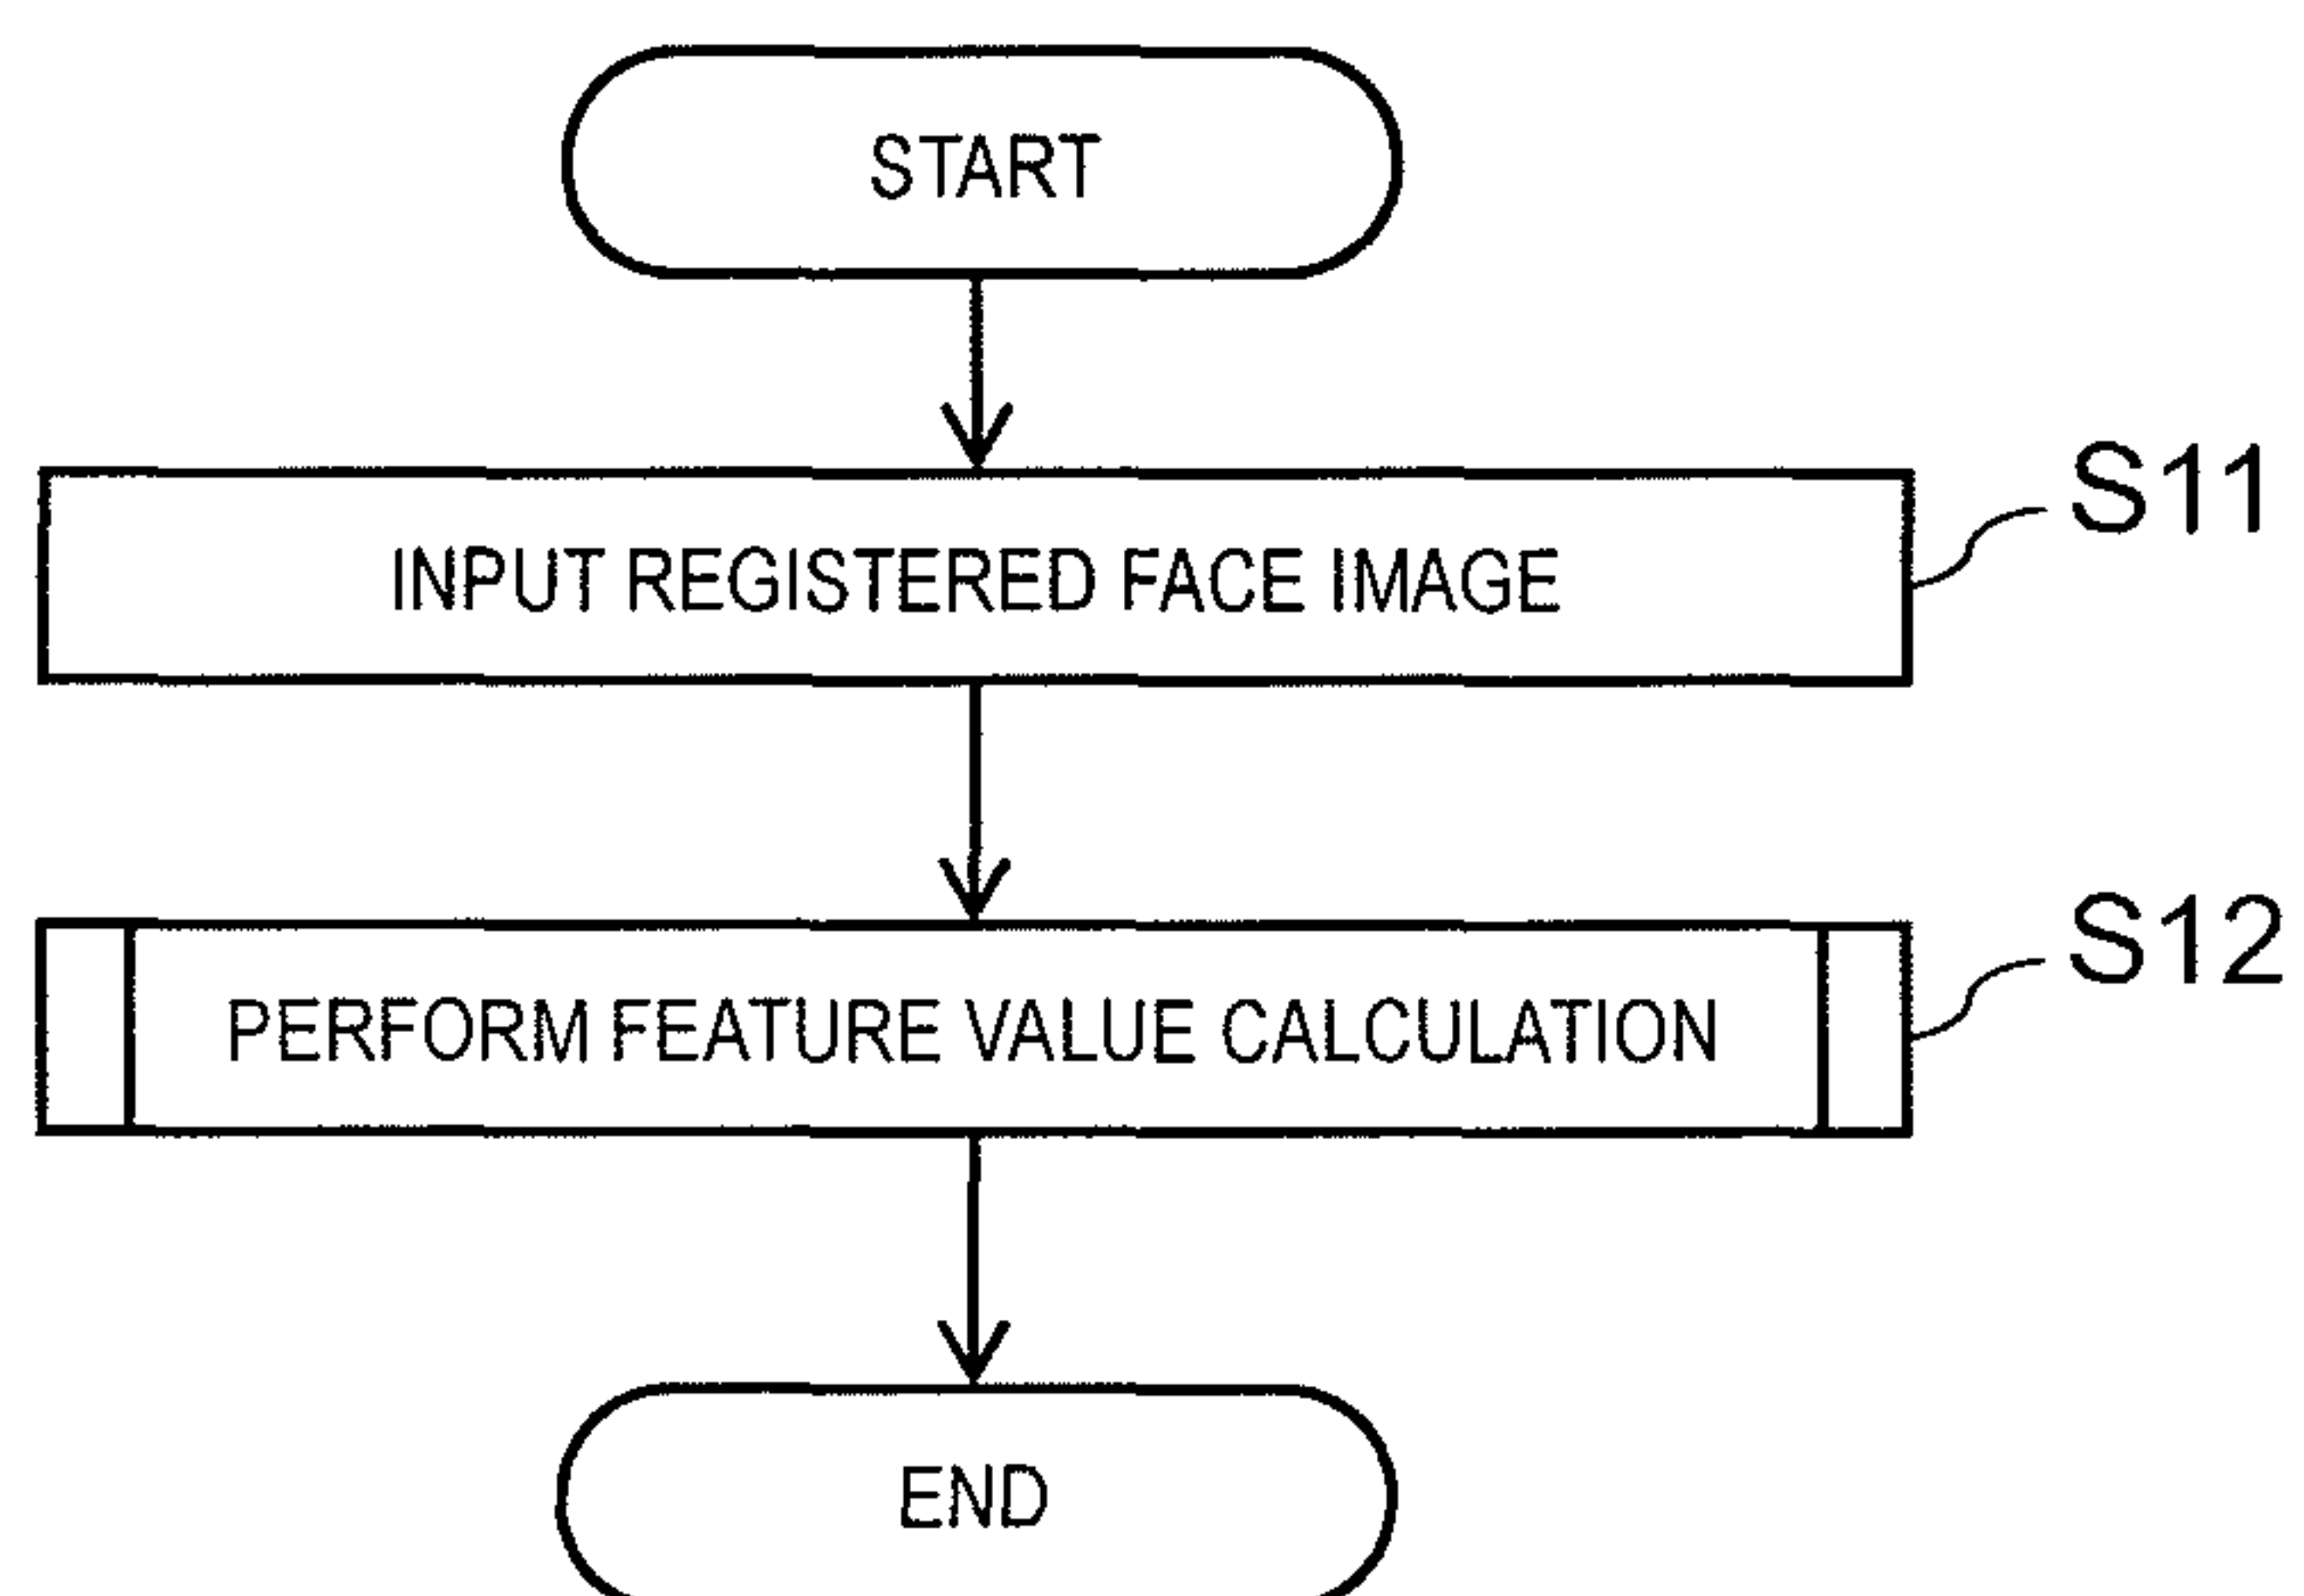 START
INPUT REGISTERED FACE IMAGE
S11
PERFORM FEATURE VALUE CALCULATION
S12
END